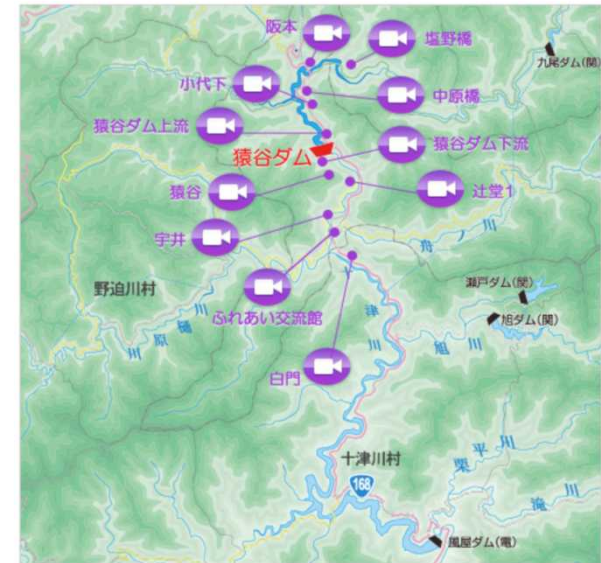 阪本
塩野橋
九尾ダム(関)
小代下
中原橋
猿谷ダム上流
猿谷ダム下流
猿谷ダム
猿谷
辻堂1
宇井
舟ノ川
野迫川村
瀬戸ダム(関)
ふれあい交流館
旭ダム(関)
川原樋川
十津川
旭川
白門
十津川村
栗平川
168
滝川
風屋ダム(電)